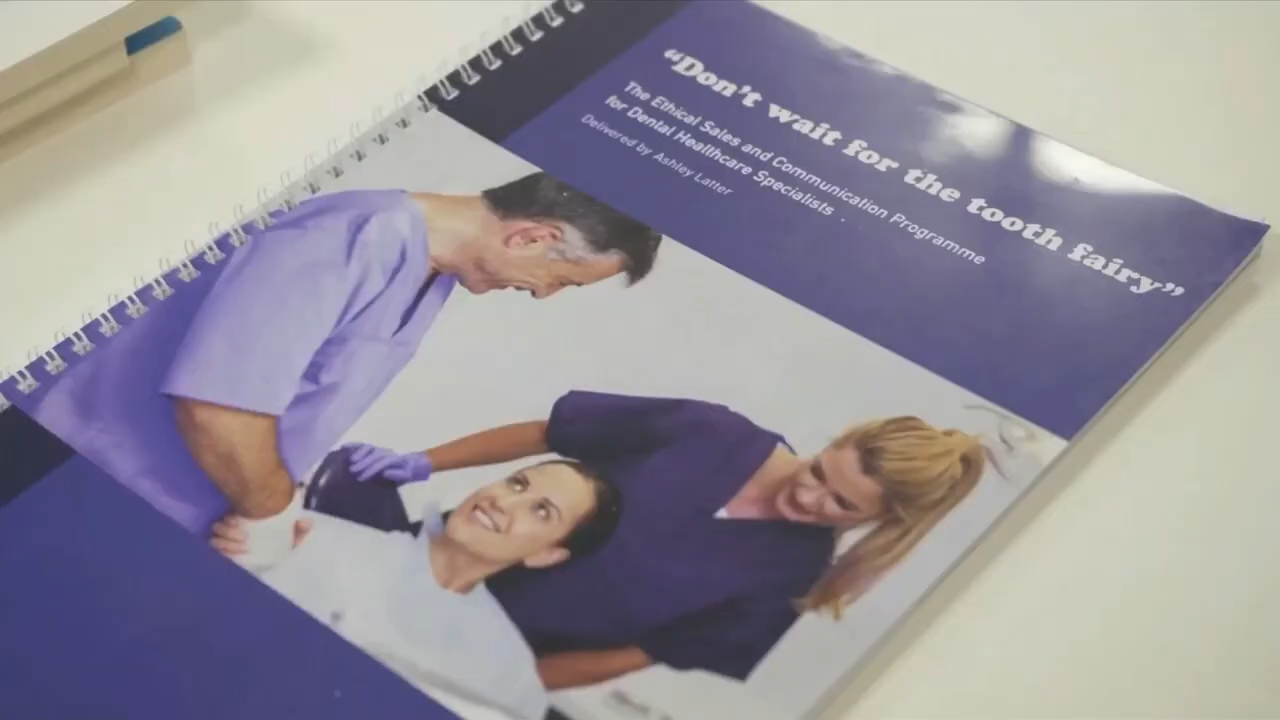 “Don't wait for the tooth fairy”
The Ethical Sales and Communication Programme
for Dental Healthcare Specialists
Delivered by Ashley Latter